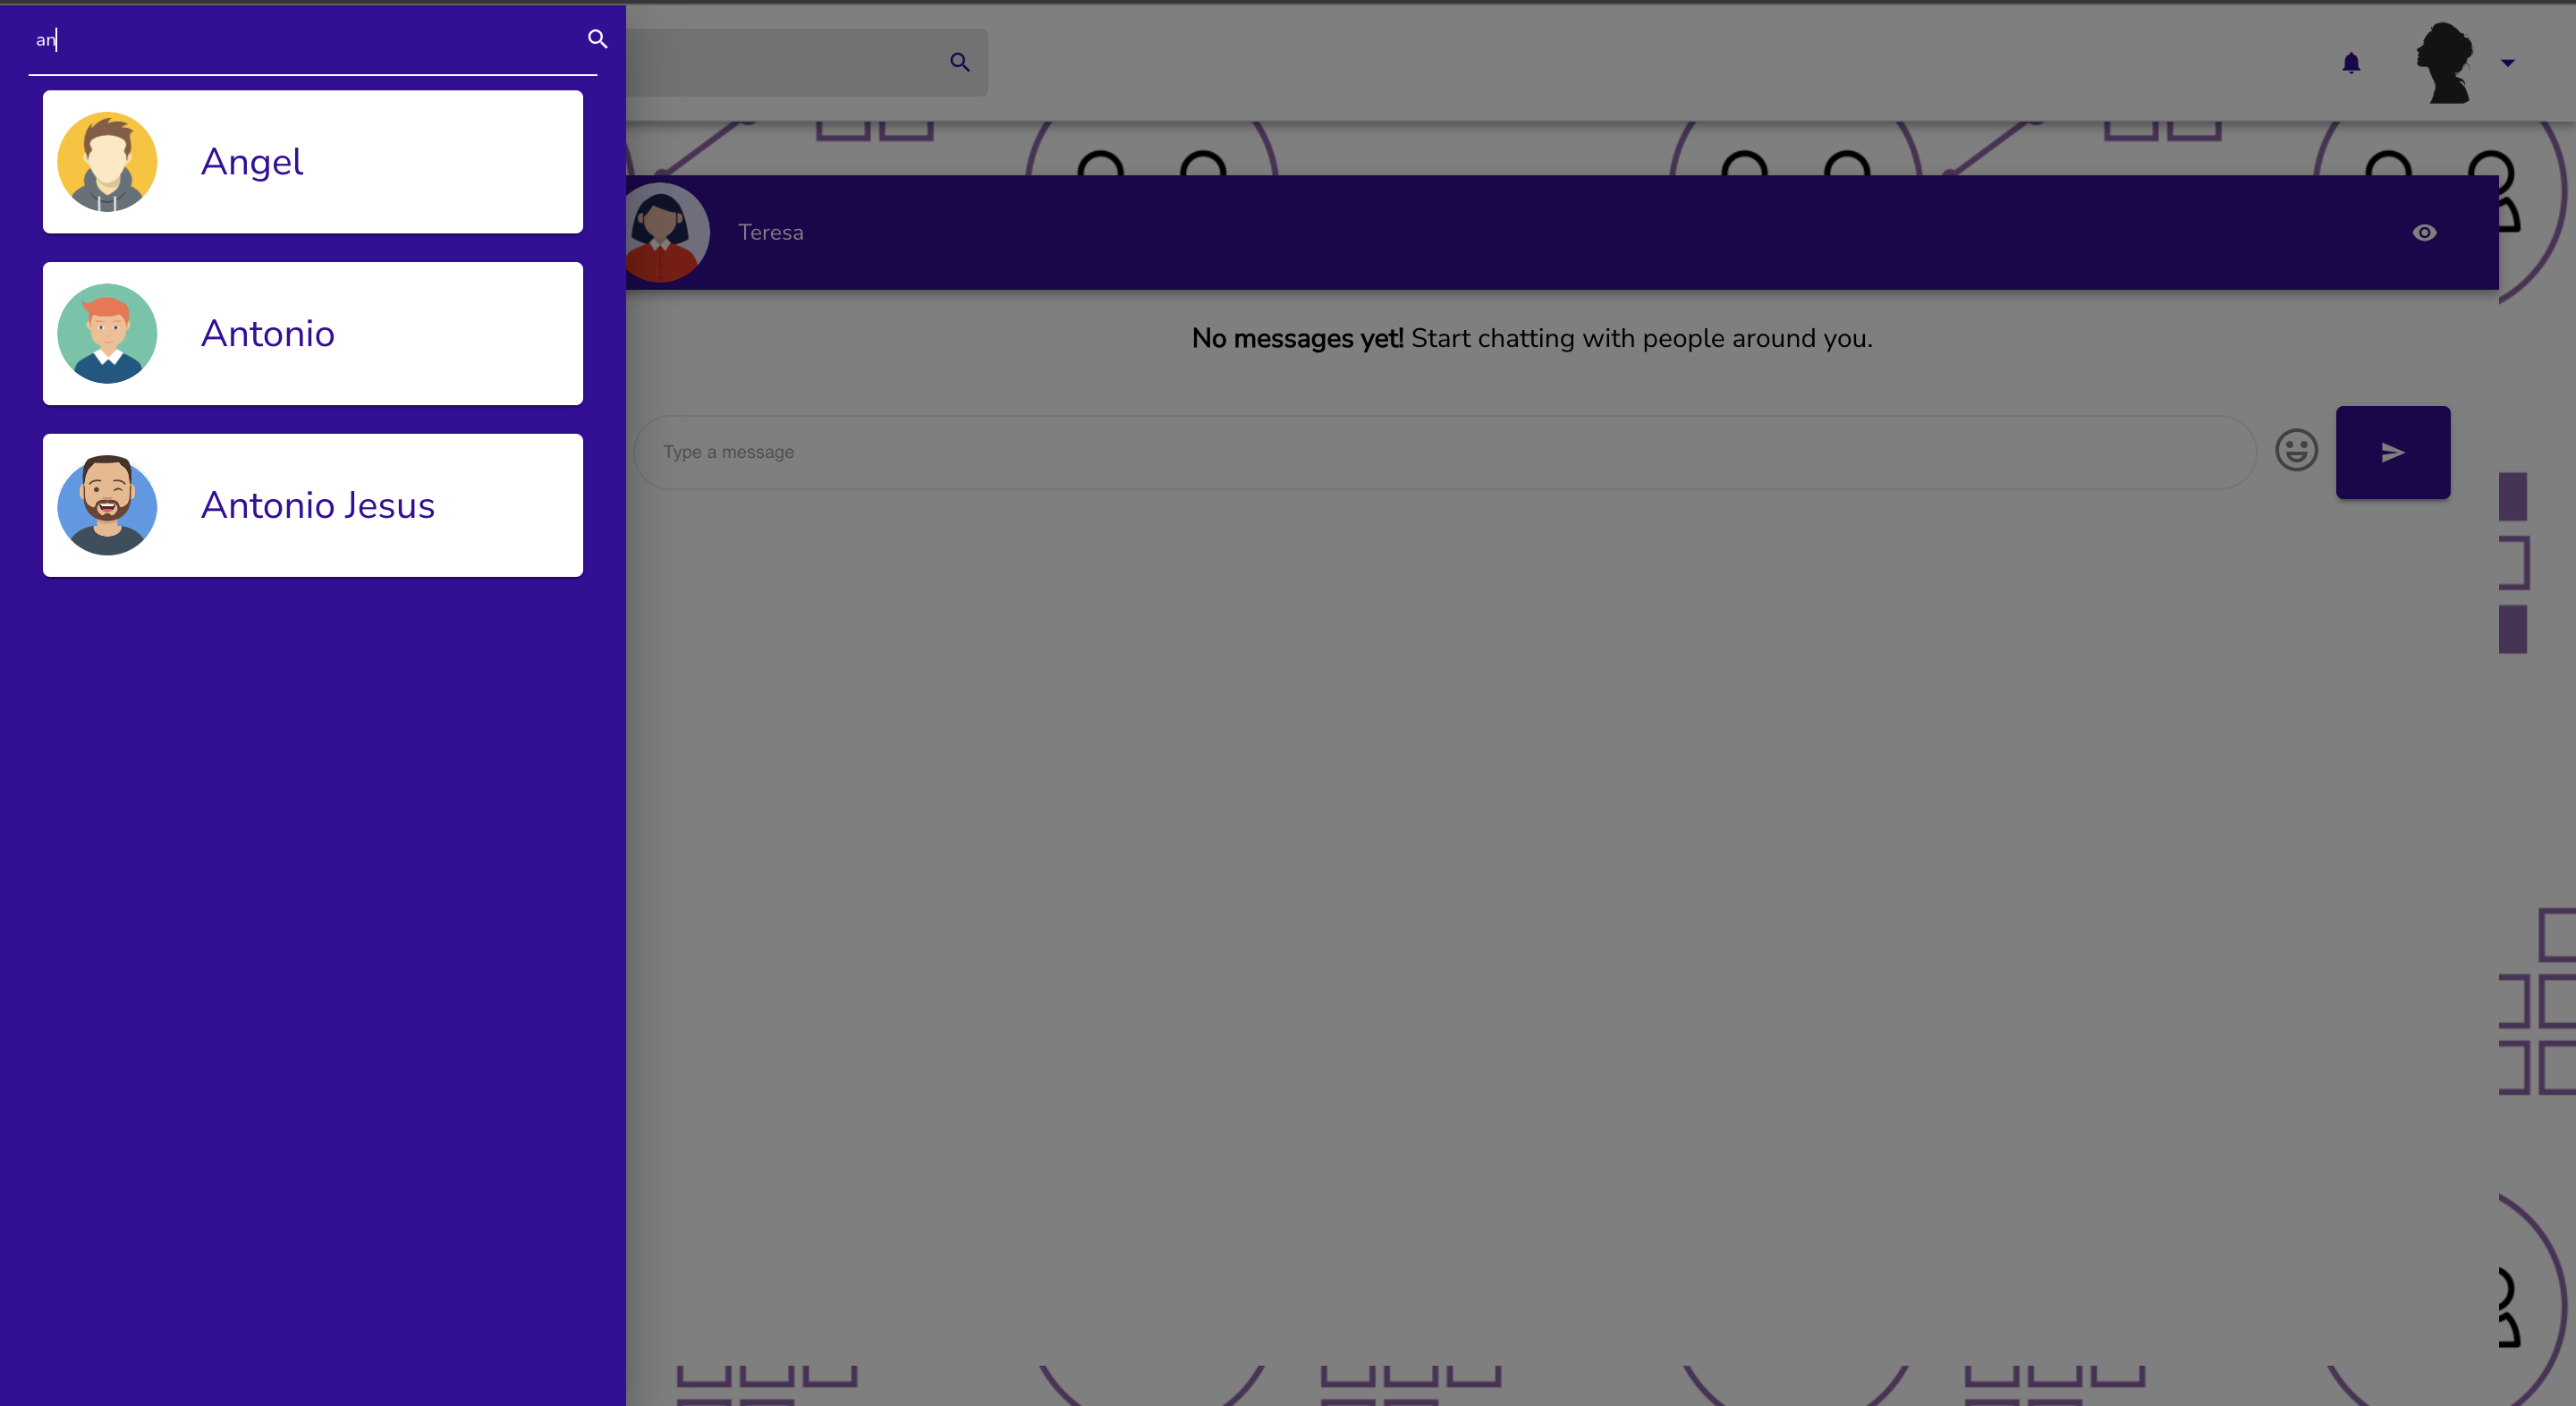 an
Angel
Antonio
Antonio Jesus
Teresa
No messages yet! Start chatting with people around you.
Type a message